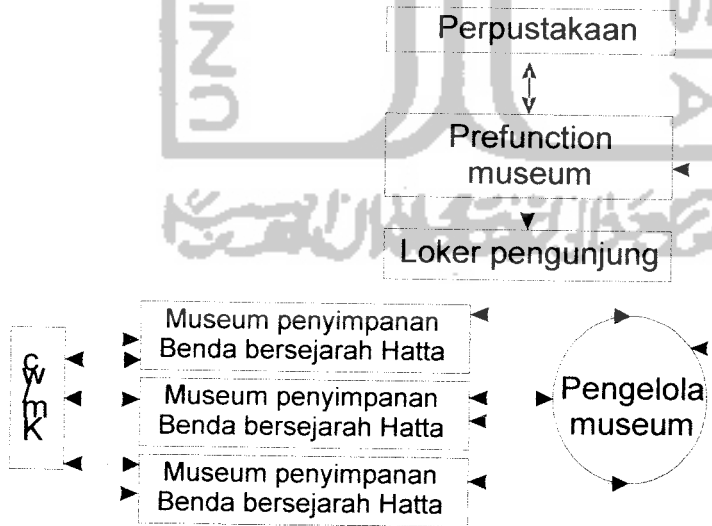 Perpustakaan
Prefunction
museum
Loker pengunjung
Museum penyimpanan
Benda bersejarah Hatta
Museum penyimpanan
Benda bersejarah Hatta
Museum penyimpanan
Benda bersejarah Hatta
Pengelola
museum